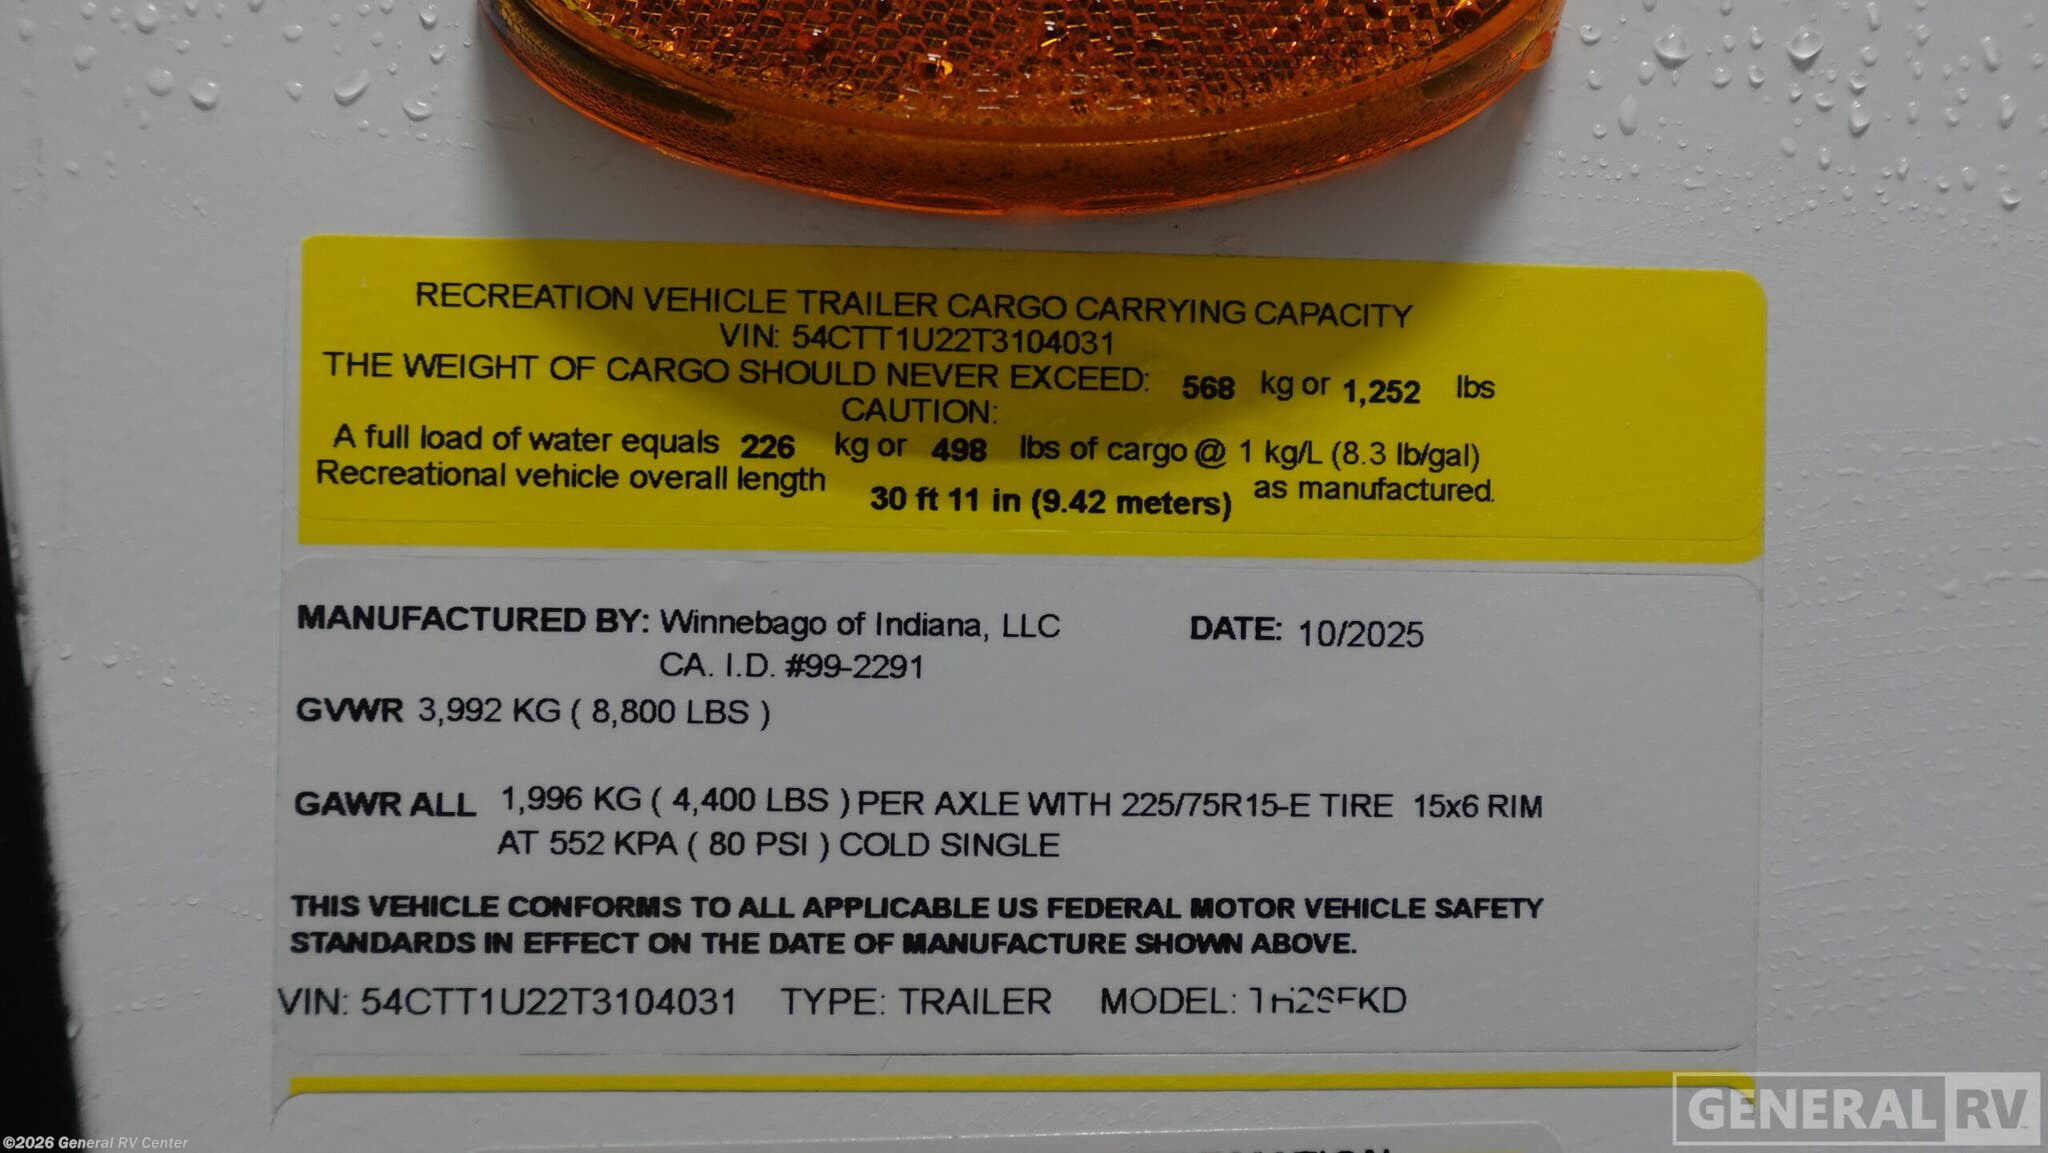 RECREATION VEHICLE TRAILER CARGO CARRYING CAPACITY
VIN: 54CTT1U22T3104031
THE WEIGHT OF CARGO SHOULD NEVER EXCEED: 568 kg or 1,252 lbs
CAUTION:
A full load of water equals 226 kg or 498 lbs of cargo @ 1 kg/L (8.3 lb/gal)
Recreational vehicle overall length 30 ft 11 in (9.42 meters) as manufactured.
MANUFACTURED BY: Winnebago of Indiana, LLC DATE: 10/2025
CA. I.D. #99-2291
GVWR 3,992 KG ( 8,800 LBS )
GAWR ALL 1,996 KG ( 4,400 LBS ) PER AXLE WITH 225/75R15-E TIRE 15x6 RIM
AT 552 KPA ( 80 PSI ) COLD SINGLE
THIS VEHICLE CONFORMS TO ALL APPLICABLE US FEDERAL MOTOR VEHICLE SAFETY
STANDARDS IN EFFECT ON THE DATE OF MANUFACTURE SHOWN ABOVE.
VIN: 54CTT1U22T3104031 TYPE: TRAILER MODEL:
GENERAL RV
©2026 General RV Center